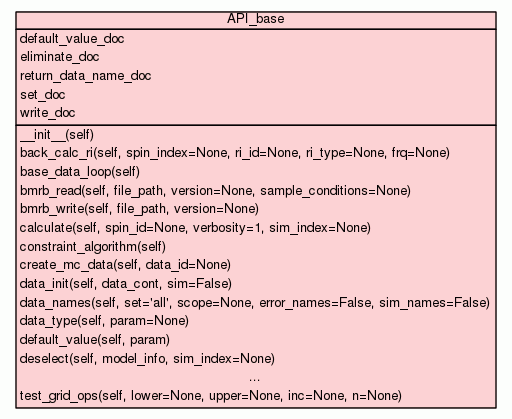 API_base
default_value_doc
eliminate_doc
return_data_name_doc
set_doc
write_doc
__init__(self)
back_calc_ri(self, spin_index=None, ri_id=None, ri_type=None, frq=None)
base_data_loop(self)
bmrb_read(self, file_path, version=None, sample_conditions=None)
bmrb_write(self, file_path, version=None)
calculate(self, spin_id=None, verbosity=1, sim_index=None)
constraint_algorithm(self)
create_mc_data(self, data_id=None)
data_init(self, data_cont, sim=False)
data_names(self, set='all', scope=None, error_names=False, sim_names=False)
data_type(self, param=None)
default_value(self, param)
deselect(self, model_info, sim_index=None)
...
test_grid_ops(self, lower=None, upper=None, inc=None, n=None)